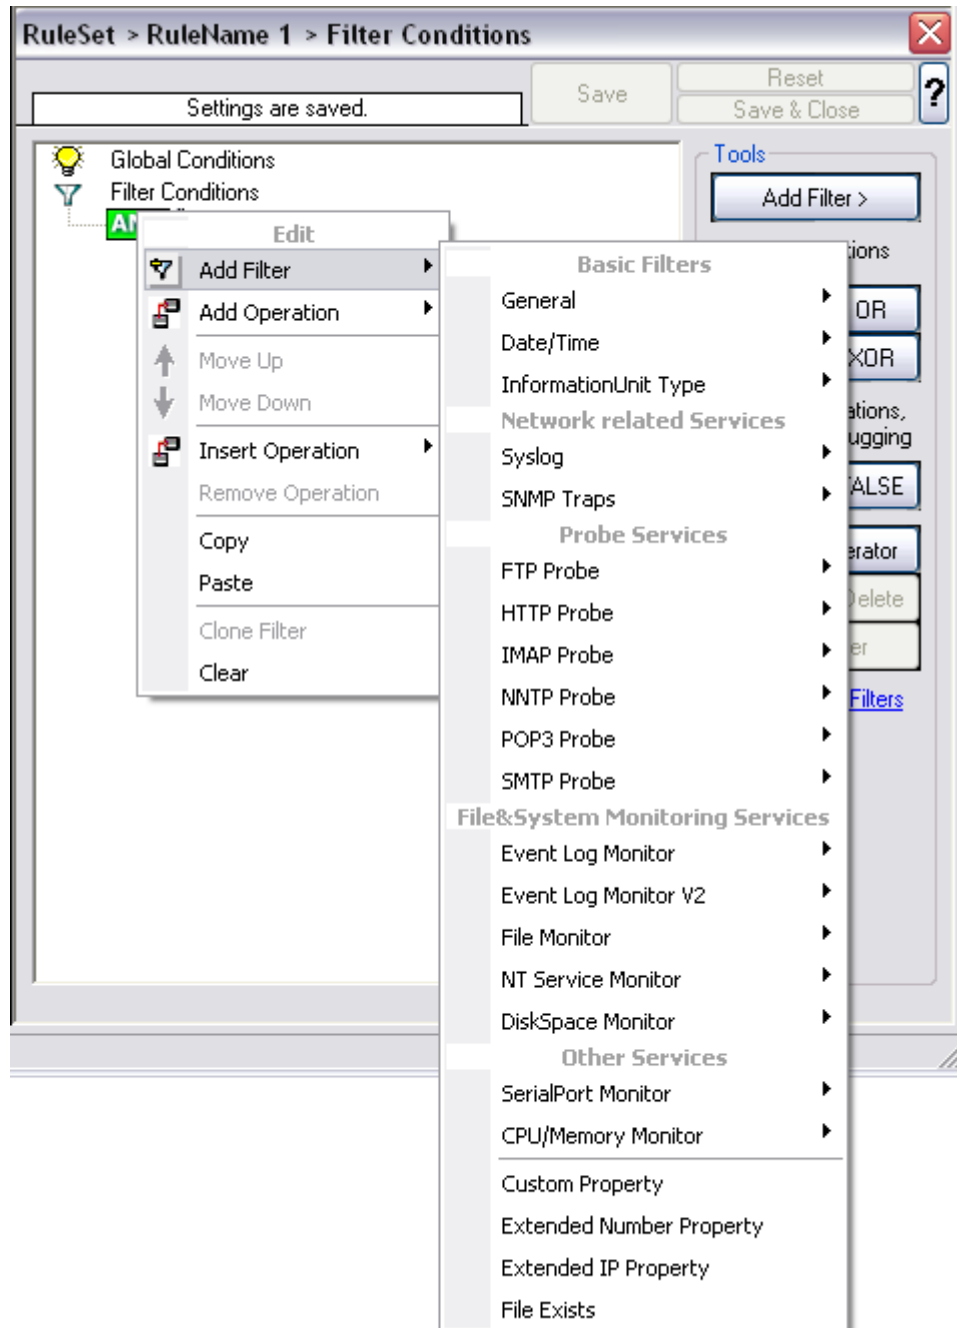 RuleSet > RuleName 1 > Filter Conditions
Settings are saved.
Save
Reset
Save & Close
?
Global Conditions
Filter Conditions
Tools
Add Filter >
OR
XOR
ugging
Filters
Edit
Add Filter
Add Operation
Move Up
Move Down
Insert Operation
Remove Operation
Copy
Paste
Clone Filter
Clear
Basic Filters
General
Date/Time
InformationUnit Type
Network related Services
Syslog
SNMP Traps
Probe Services
FTP Probe
HTTP Probe
IMAP Probe
NNTP Probe
POP3 Probe
SMTP Probe
File&System Monitoring Services
Event Log Monitor
Event Log Monitor V2
File Monitor
NT Service Monitor
DiskSpace Monitor
Other Services
SerialPort Monitor
CPU/Memory Monitor
Custom Property
Extended Number Property
Extended IP Property
File Exists